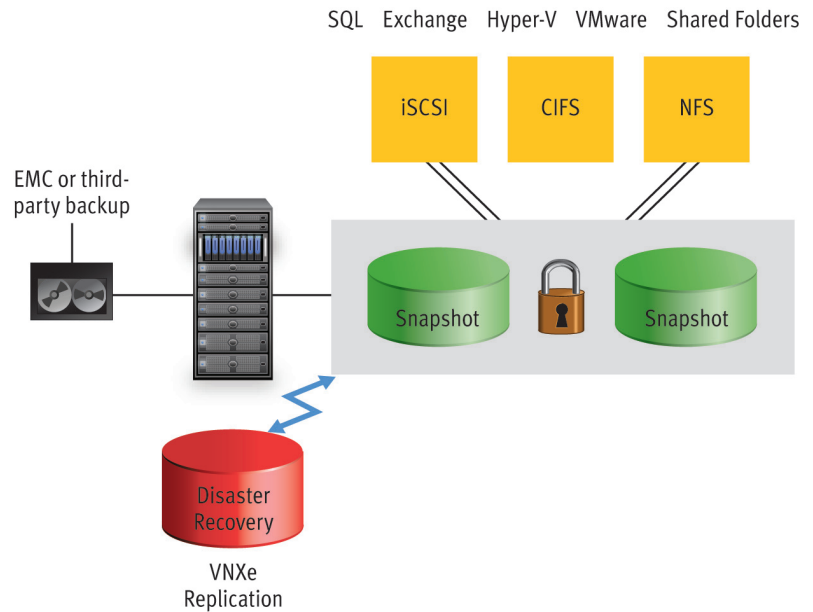 SQL Exchange Hyper-V VMware Shared Folders
iSCSI CIFS NFS
EMC or third-
party backup
Snapshot Snapshot
Disaster
Recovery
VNXe
Replication